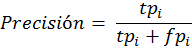 Precisión = tp_i / (tp_i + fp_i)